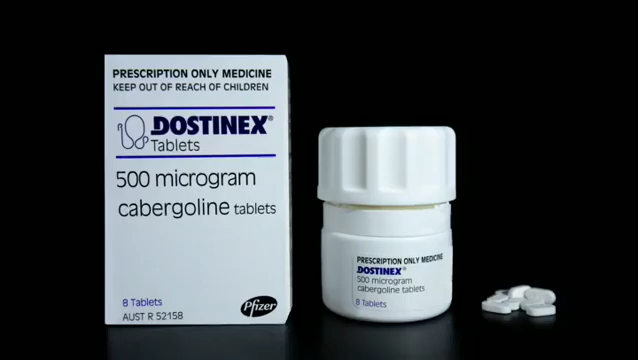 PRESCRIPTION ONLY MEDICINE
KEEP OUT OF REACH OF CHILDREN
DOSTINEX®
Tablets
500 microgram
cabergoline tablets
8 Tablets
AUST R 52158
Pfizer
PRESCRIPTION ONLY MEDICINE
DOSTINEX®
500 microgram
cabergoline tablets
8 Tablets